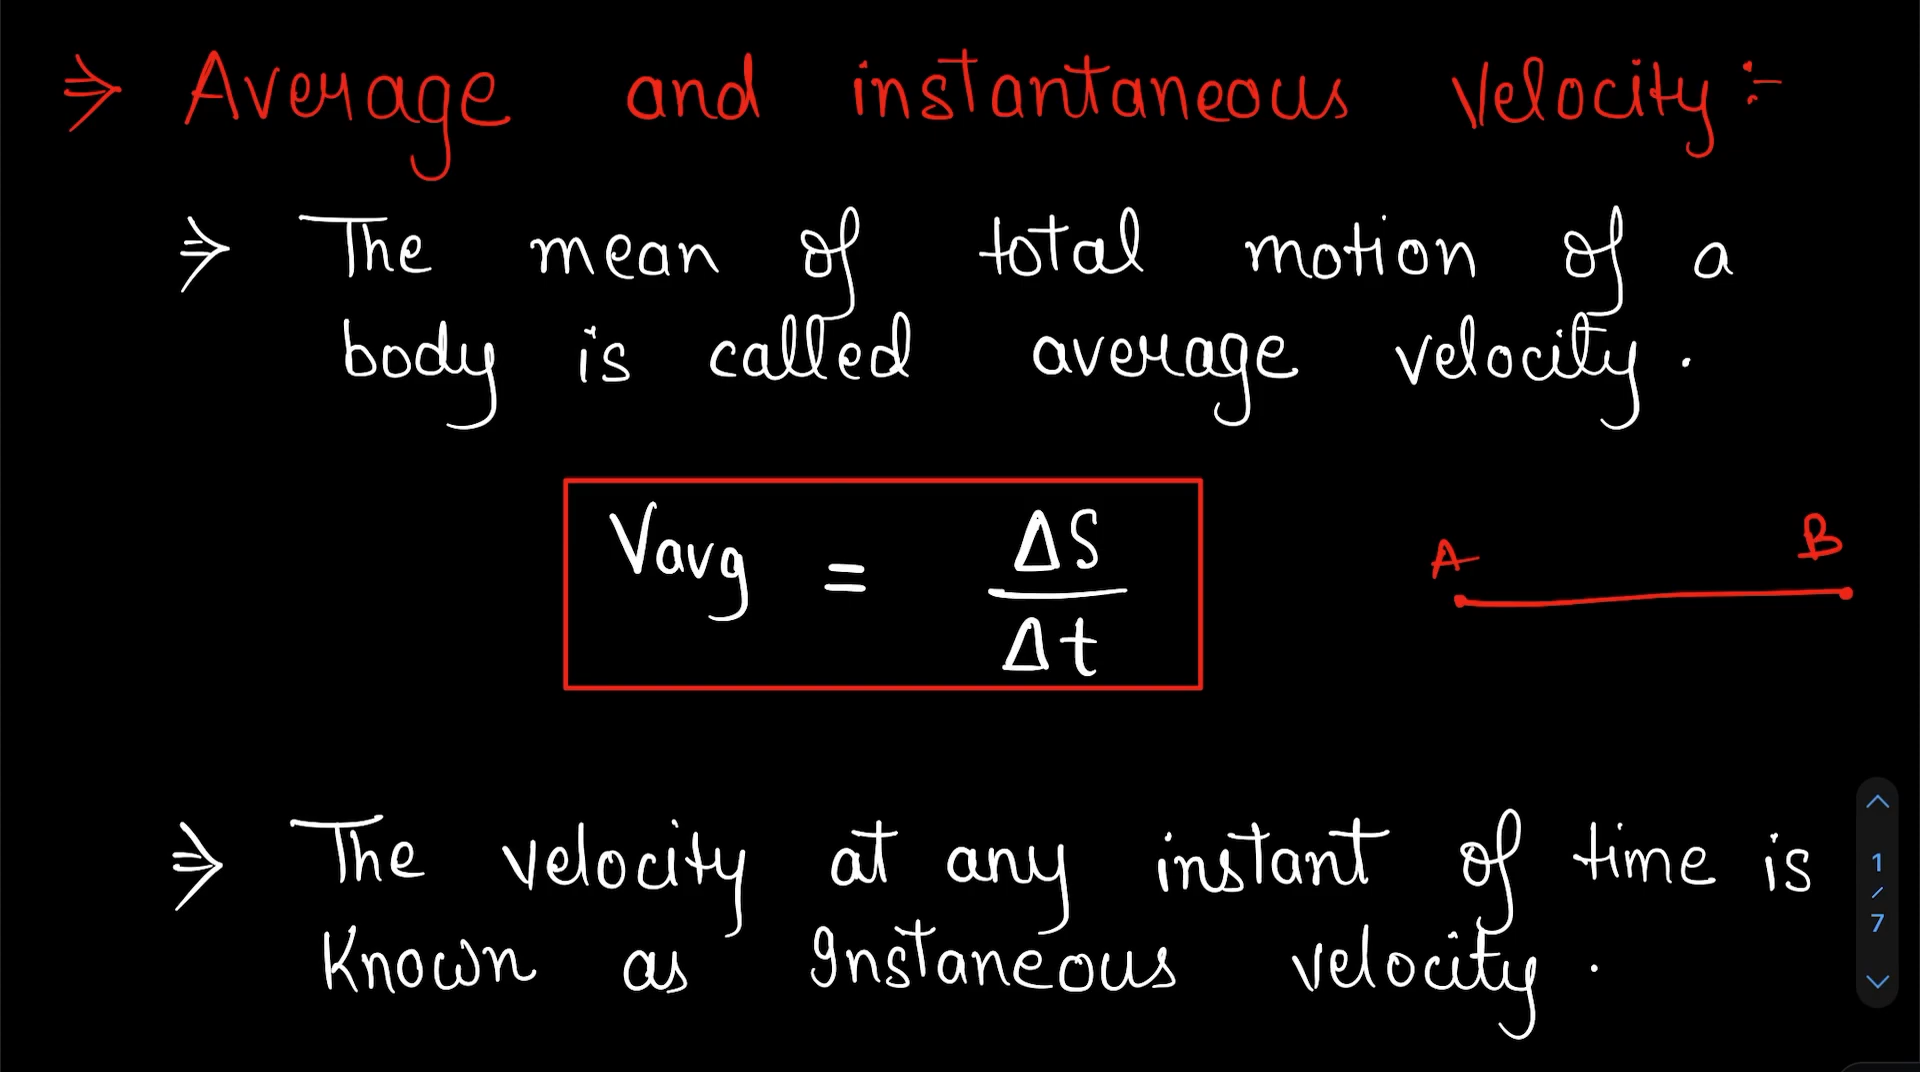 ⇒ Average and instantaneous velocity :-
⇒ The mean of total motion of a
body is called average velocity .
Vavg = ΔS
Δt
A B
⇒ The velocity at any instant of time is
Known as Instaneous velocity .
1
/
7